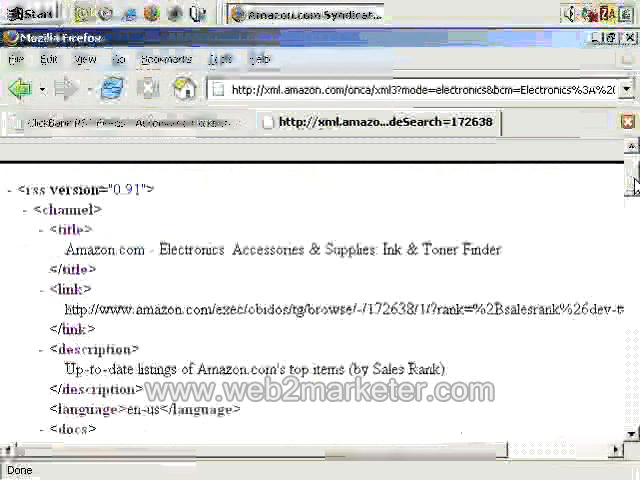 Start
Amazon.com Syndicat...
Mozilla Firefox
File Edit View Go Bookmarks Tools Help
http://xml.amazon.com/onca/xml3?mode=electronics&bcm=Electronics%3A%20
http://xml.amazo...deSearch=172638
- <rss version="0.91">
- <channel>
- <title>
Amazon.com - Electronics Accessories & Supplies: Ink & Toner Finder
</title>
- <link>
http://www.amazon.com/exec/obidos/tg/browse/-/172638/1/?rank=%2Bsalesrank%26dev-t
</link>
- <description>
Up-to-date listings of Amazon.com's top items (by Sales Rank)
</description>
www.web2marketer.com
<language>en-us</language>
- <docs>
Done